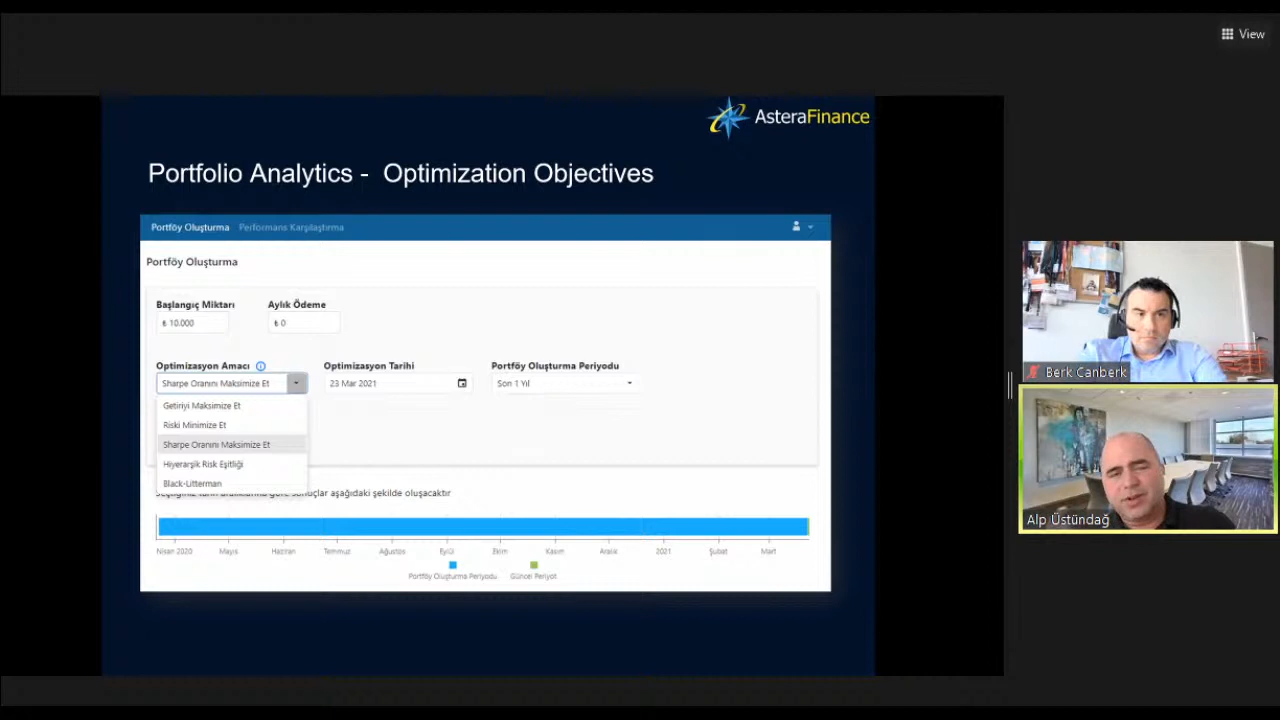 View
AsteraFinance
Portfolio Analytics - Optimization Objectives
Portföy Oluşturma Performans Karşılaştırma
Portföy Oluşturma
Başlangıç Miktarı Aylık Ödeme
₺ 10.000 ₺ 0
Optimizasyon Amacı Optimizasyon Tarihi Portföy Oluşturma Periyodu
Sharpe Oranını Maksimize Et 23 Mar 2021 Son 1 Yıl
Getiriyi Maksimize Et
Riski Minimize Et
Sharpe Oranını Maksimize Et
Hiyerarşik Risk Eşitliği
Black-Litterman
sonuçlar aşağıdaki şekilde oluşacaktır
Nisan 2020 Mayıs Haziran Temmuz Ağustos Eylül Ekim Kasım Aralık 2021 Şubat Mart
Portföy Oluşturma Periyodu Güncel Periyot
Berk Canberk
Alp Üstündağ